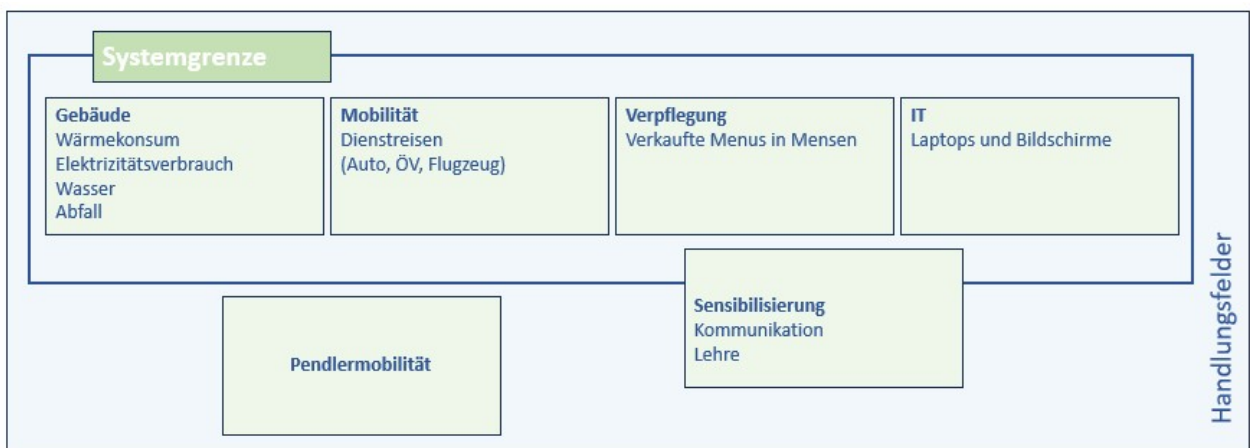 Systemgrenze
Gebäude
Wärmekonsum
Elektrizitätsverbrauch
Wasser
Abfall
Mobilität
Dienstreisen
(Auto, ÖV, Flugzeug)
Verpflegung
Verkaufte Menus in Mensen
IT
Laptops und Bildschirme
Pendlermobilität
Sensibilisierung
Kommunikation
Lehre
Handlungsfelder